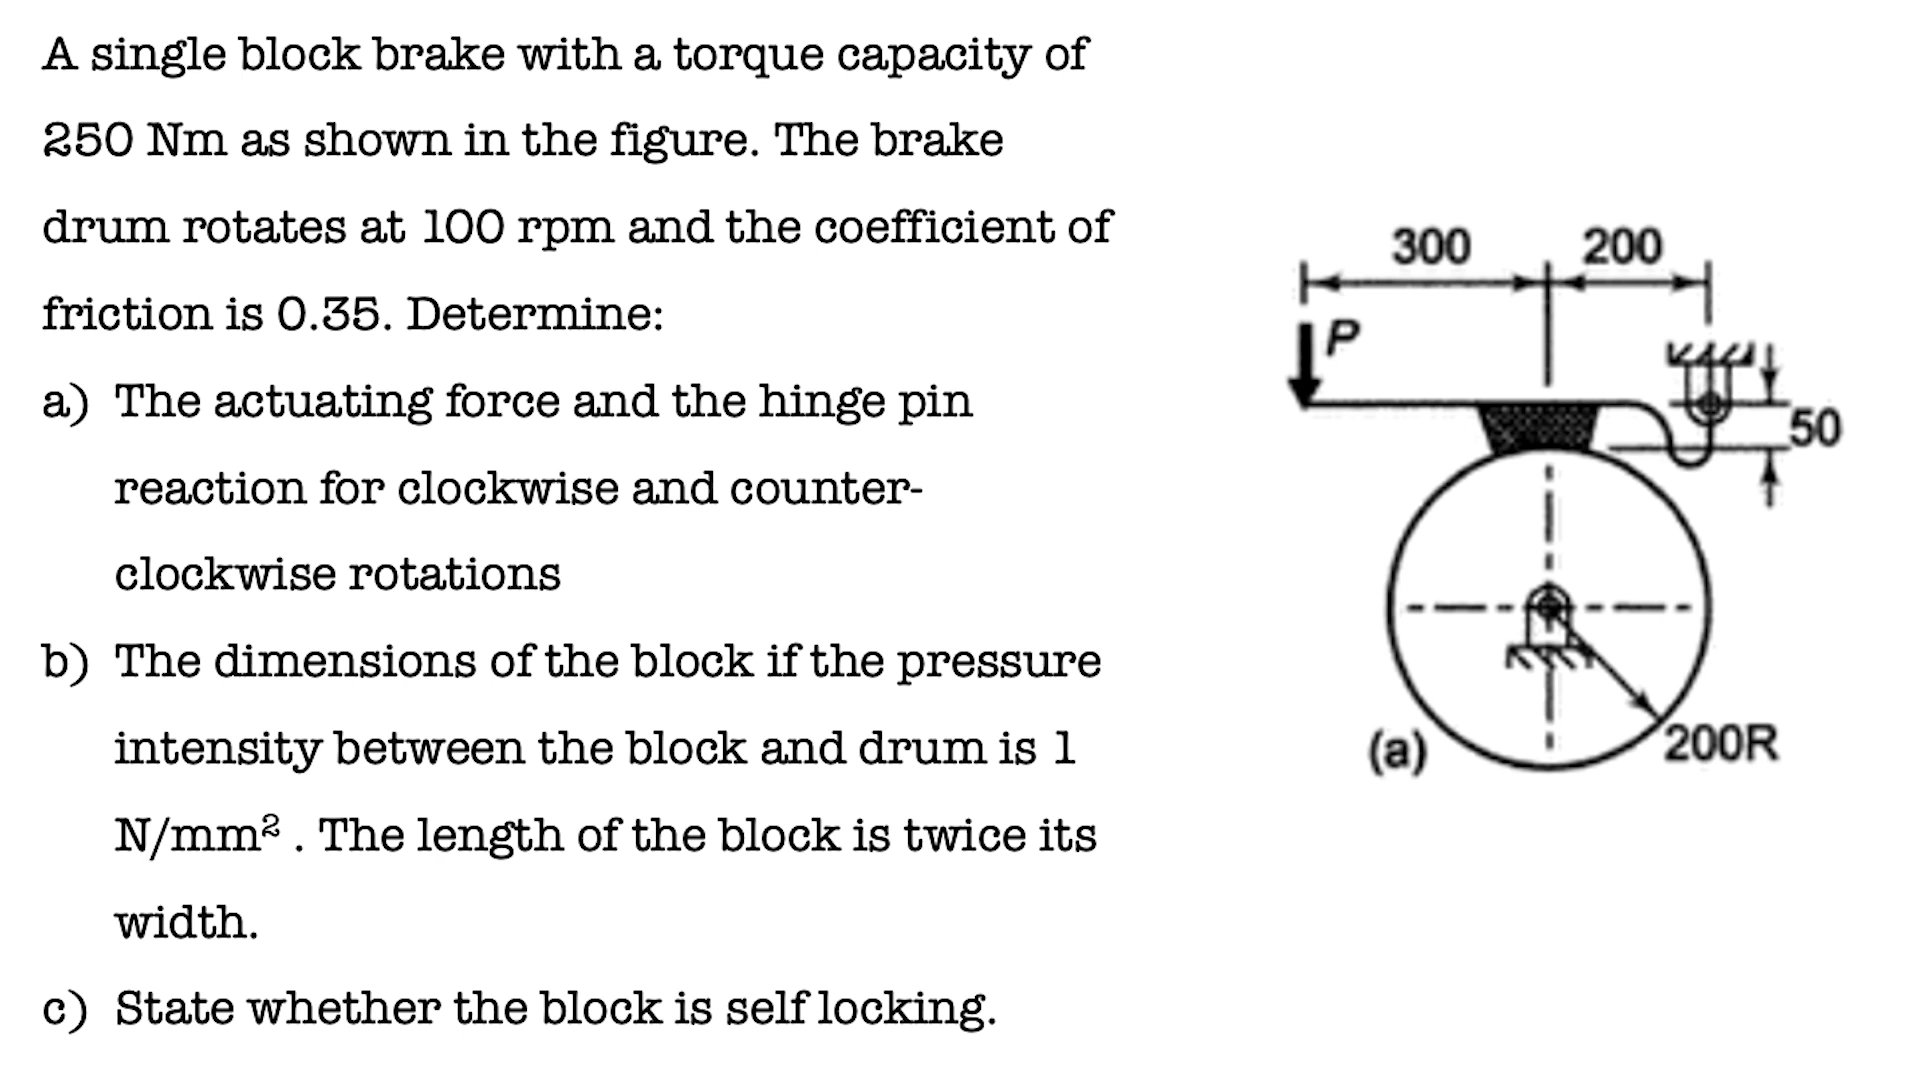 A single block brake with a torque capacity of
250 Nm as shown in the figure. The brake
drum rotates at 100 rpm and the coefficient of
friction is 0.35. Determine:
a) The actuating force and the hinge pin
reaction for clockwise and counter-
clockwise rotations
b) The dimensions of the block if the pressure
intensity between the block and drum is 1
N/mm² . The length of the block is twice its
width.
c) State whether the block is self locking.
300 200
P
50
(a) 200R